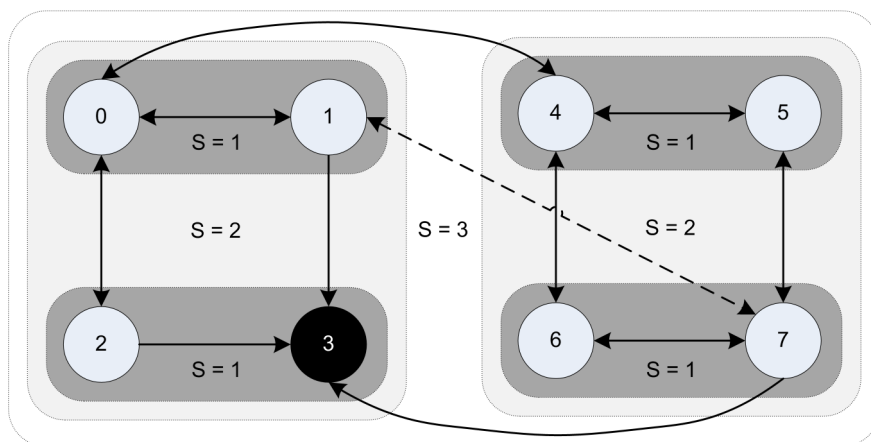 0
1
4
5
S = 1
S = 1
S = 2
S = 3
S = 2
2
3
6
7
S = 1
S = 1